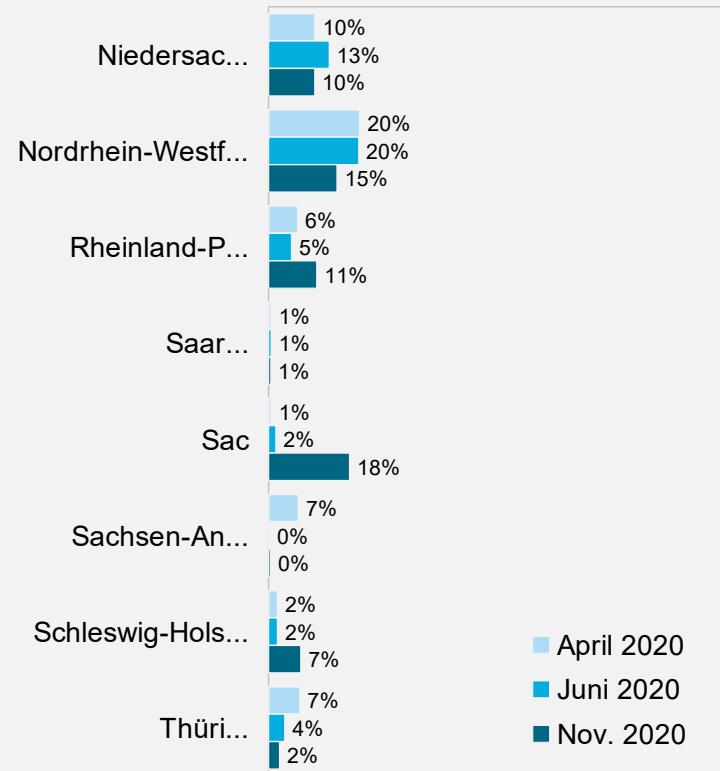 Niedersac...
10%
13%
10%
Nordrhein-Westf...
20%
20%
15%
Rheinland-P...
6%
5%
11%
Saar...
1%
1%
1%
Sac
1%
2%
18%
Sachsen-An...
7%
0%
0%
Schleswig-Hols...
2%
2%
7%
Thüri...
7%
4%
2%
April 2020
Juni 2020
Nov. 2020